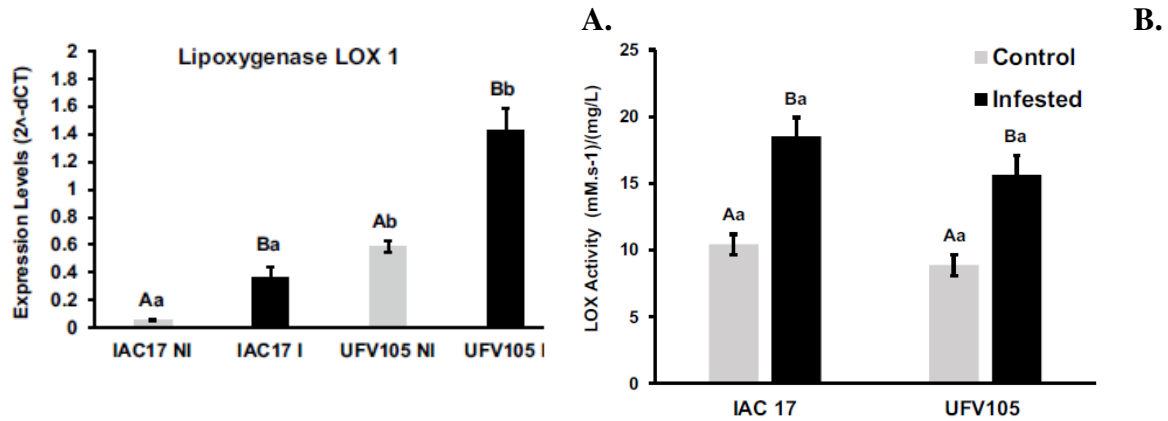 A.
B.
Lipoxygenase LOX 1
Expression Levels (2^-dCT)
2
1.8
1.6
1.4
1.2
1
0.8
0.6
0.4
0.2
0
Aa
Ba
Ab
Bb
IAC17 NI
IAC17 I
UFV105 NI
UFV105 I
LOX Activity (mM.s-1)/(mg/L)
25
20
15
10
5
0
Control
Infested
Aa
Ba
Aa
Ba
IAC 17
UFV105